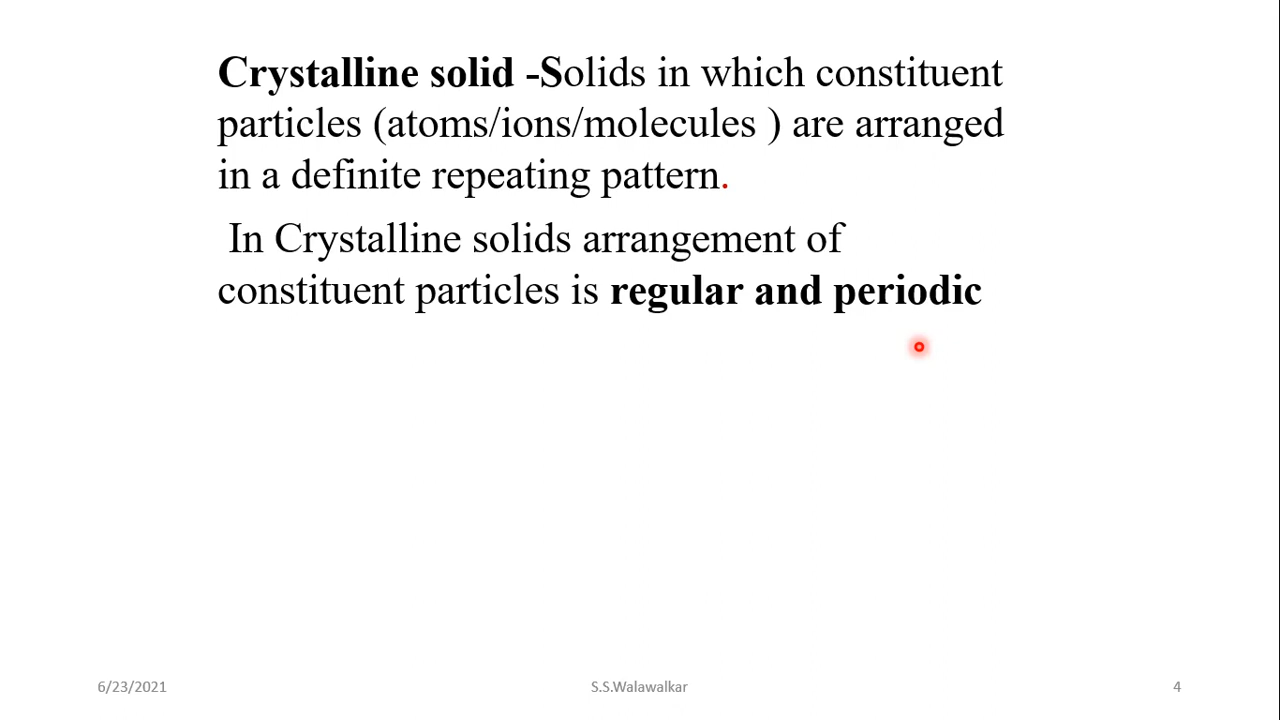 Crystalline solid -Solids in which constituent
particles (atoms/ions/molecules ) are arranged
in a definite repeating pattern.
In Crystalline solids arrangement of
constituent particles is regular and periodic
6/23/2021
S.S.Walawalkar
4